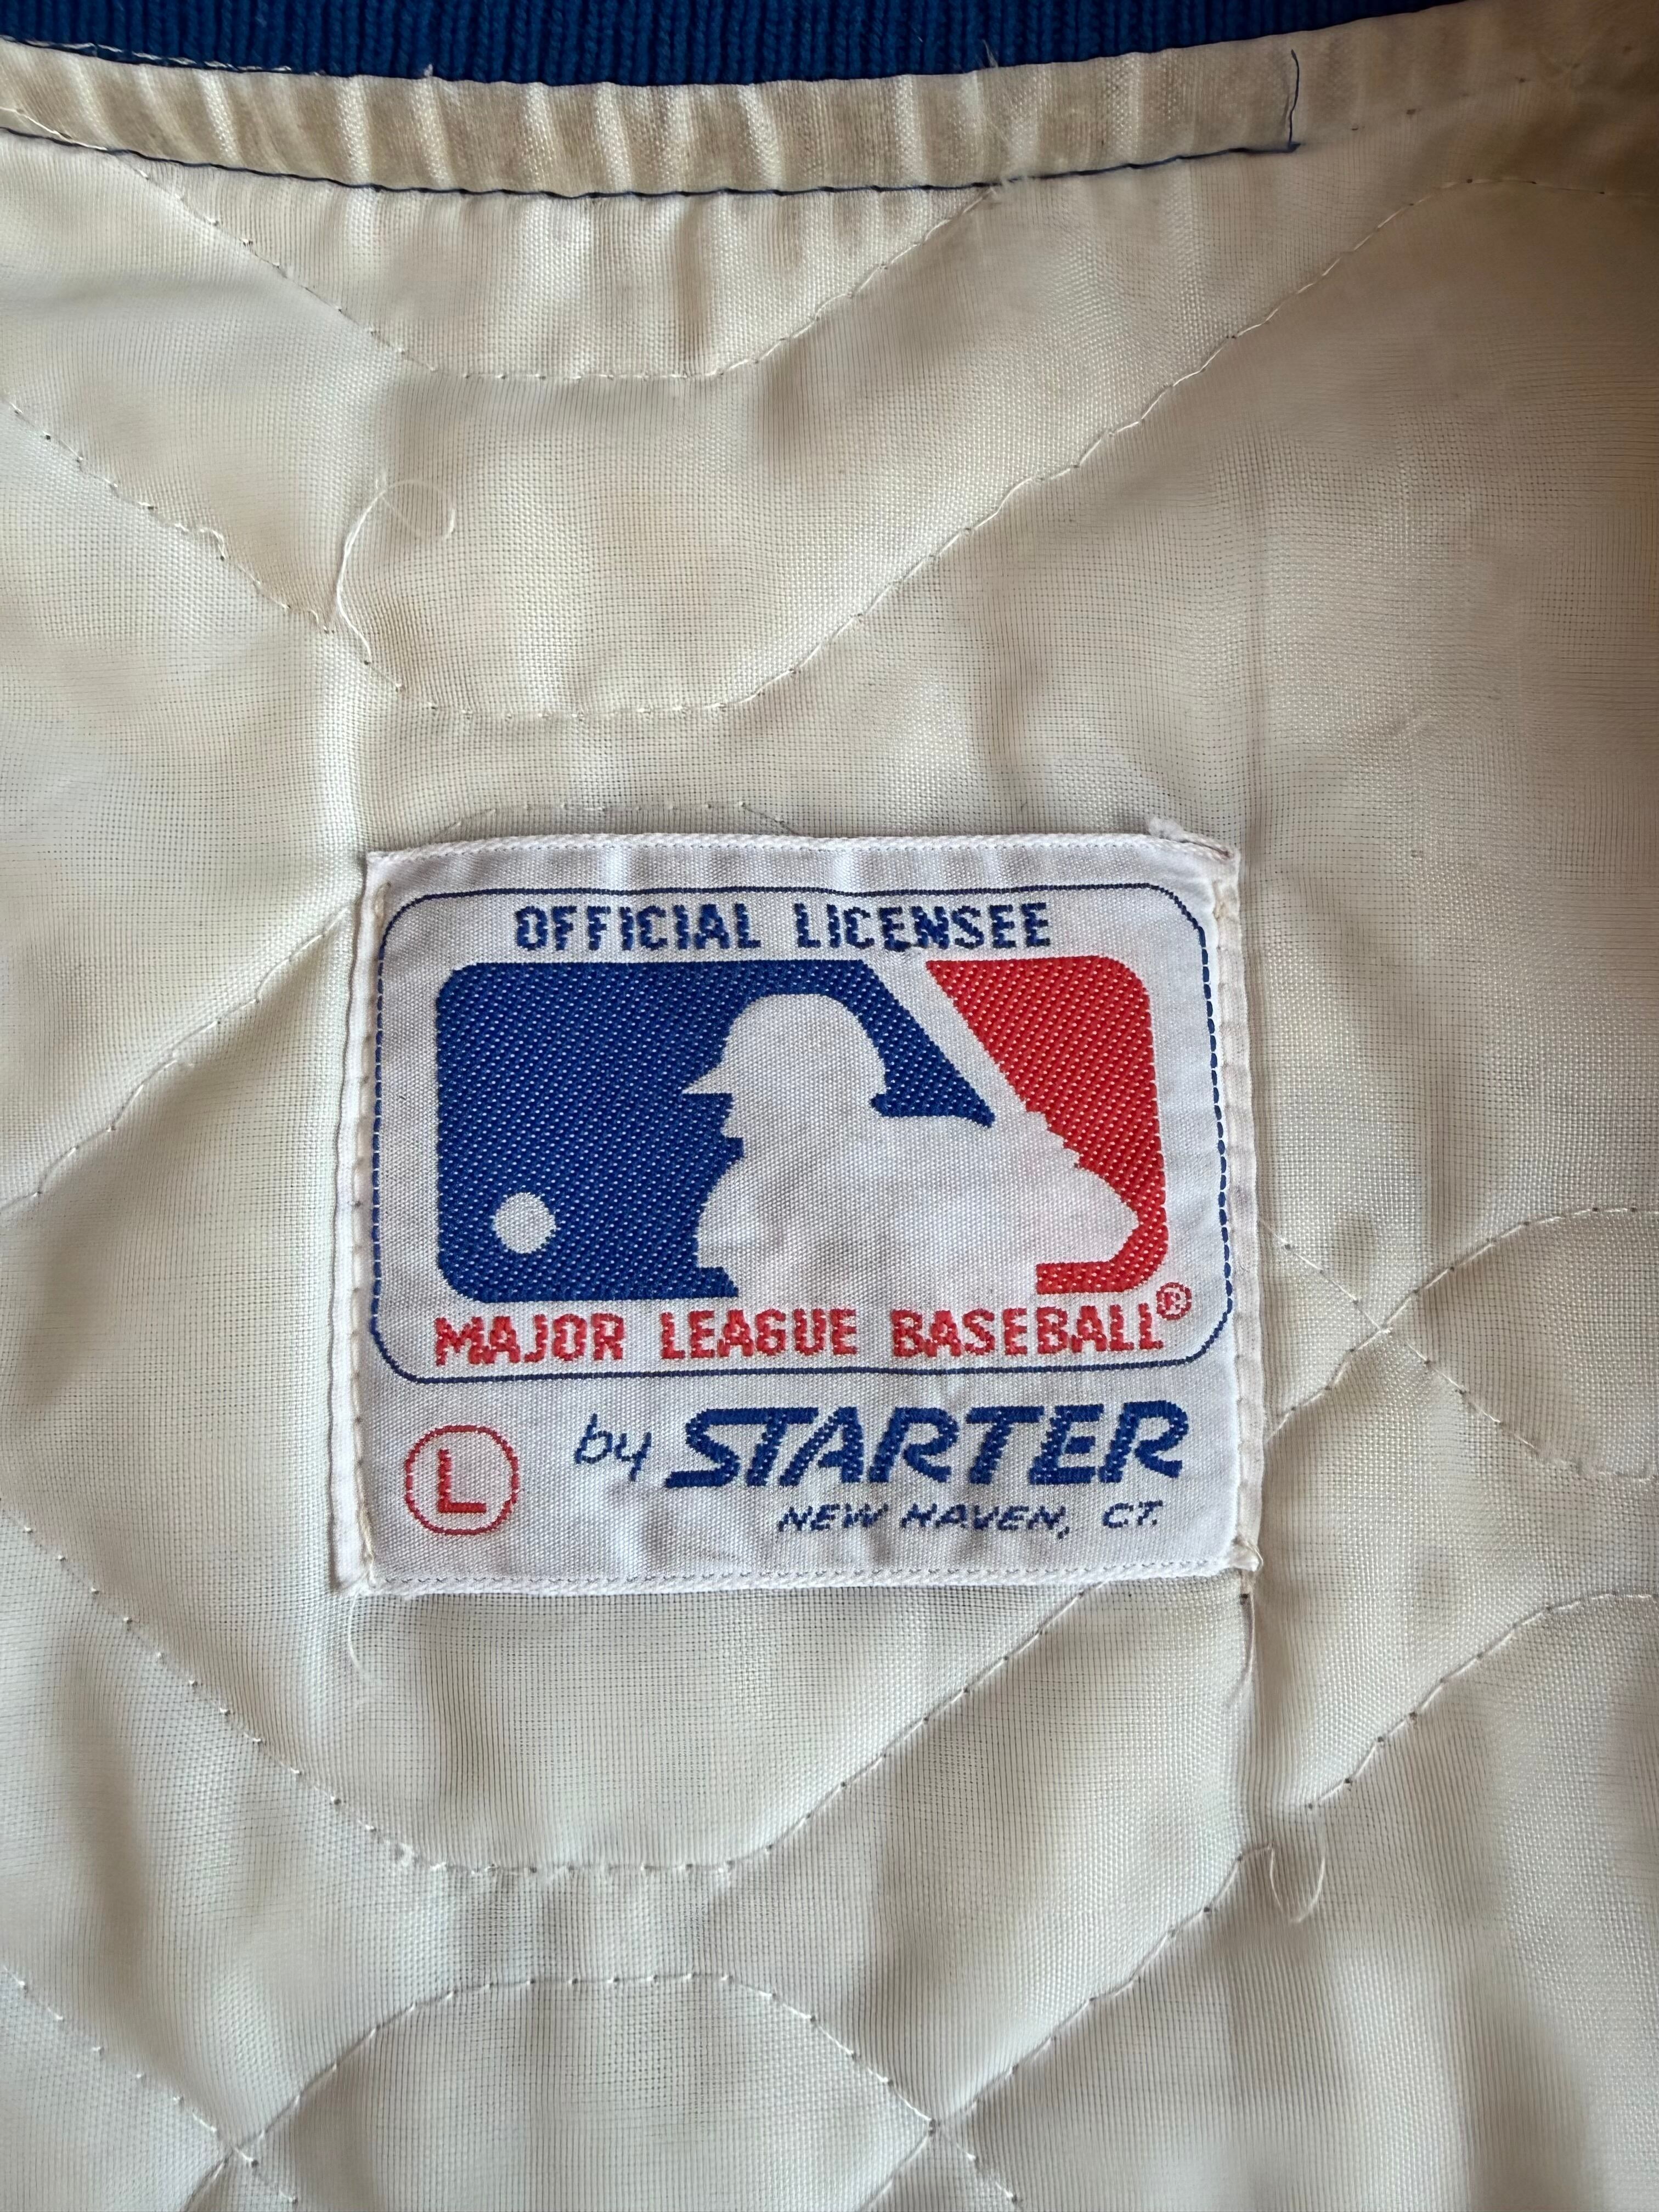 OFFICIAL LICENSEE
MAJOR LEAGUE BASEBALL®
L
by STARTER
NEW HAVEN, CT.